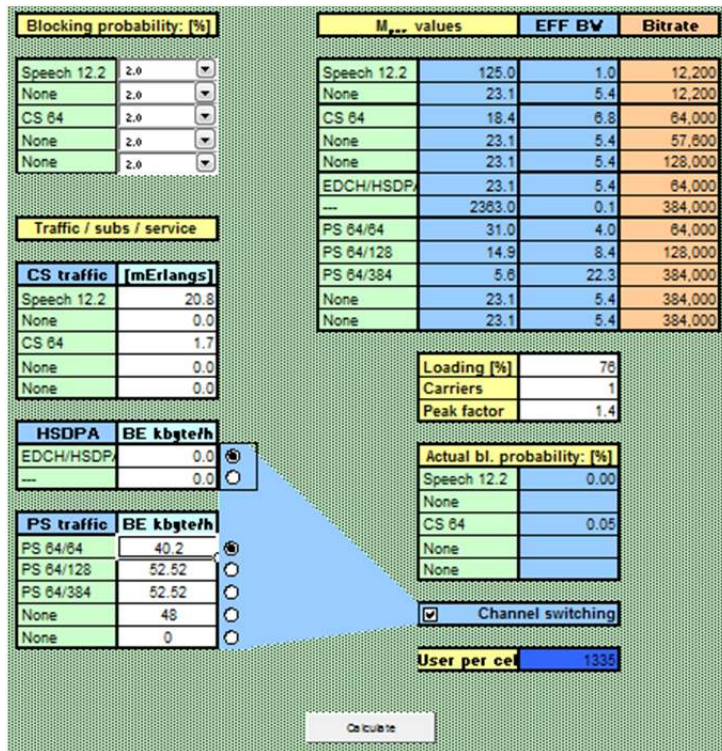 Blocking probability: [%]
Speech 12.2 2.0
None 2.0
CS 64 2.0
None 2.0
None 2.0
Traffic / subs / service
CS traffic [mErlangs]
Speech 12.2 20.8
None 0.0
CS 64 1.7
None 0.0
None 0.0
HSDPA BE kbyte/h
EDCH/HSDPA 0.0
--- 0.0
PS traffic BE kbyte/h
PS 64/64 40.2
PS 64/128 52.52
PS 64/384 52.52
None 48
None 0
values EFF BW Bitrate
Speech 12.2 125.0 1.0 12,200
None 23.1 5.4 12,200
CS 64 18.4 6.8 64,000
None 23.1 5.4 57,600
None 23.1 5.4 128,000
EDCH/HSDPA 23.1 5.4 64,000
--- 2363.0 0.1 384,000
PS 64/64 31.0 4.0 64,000
PS 64/128 14.9 8.4 128,000
PS 64/384 5.6 22.3 384,000
None 23.1 5.4 384,000
None 23.1 5.4 384,000
Loading [%] 76
Carriers 1
Peak factor 1.4
Actual bl. probability: [%]
Speech 12.2 0.00
None
CS 64 0.05
None
None
Channel switching
User per cel 1335
Calculate